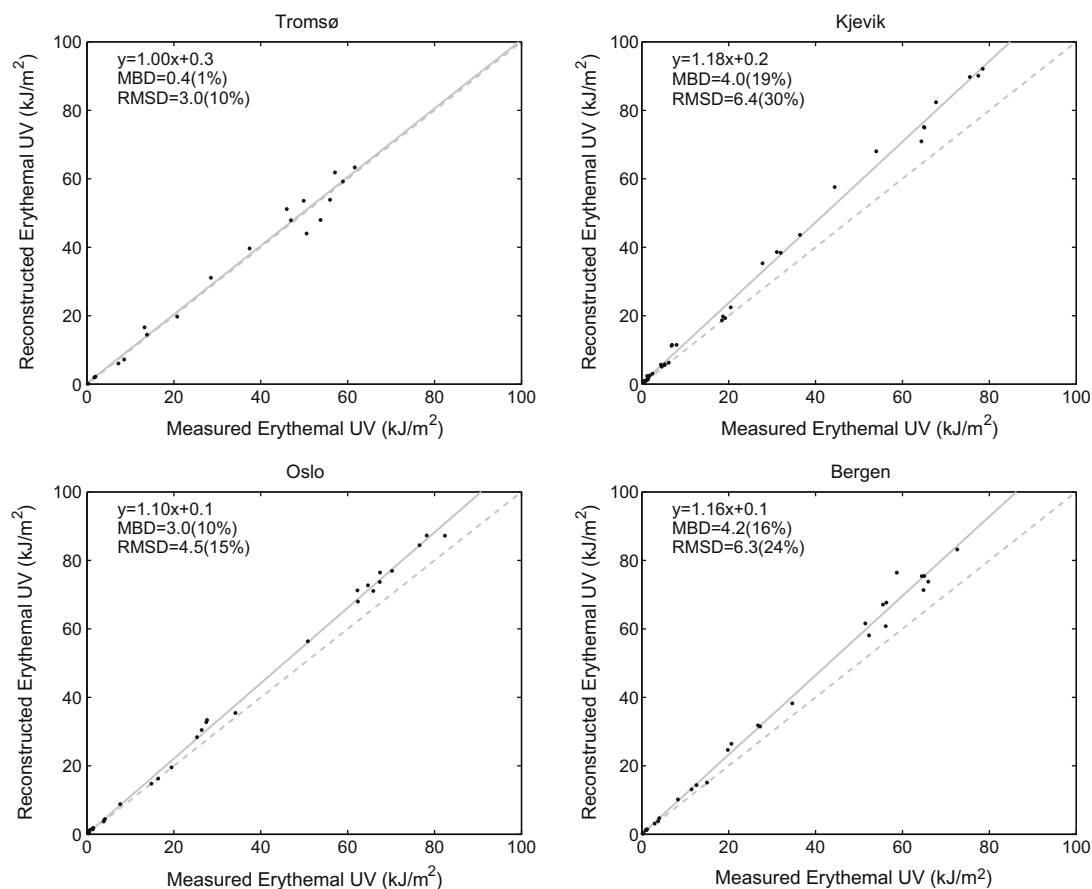 Tromsø
y=1.00x+0.3
MBD=0.4(1%)
RMSD=3.0(10%)
Reconstructed Erythemal UV (kJ/m²)
100
80
60
40
20
0
0 20 40 60 80 100
Measured Erythemal UV (kJ/m²)
Kjevik
y=1.18x+0.2
MBD=4.0(19%)
RMSD=6.4(30%)
Reconstructed Erythemal UV (kJ/m²)
100
80
60
40
20
0
0 20 40 60 80 100
Measured Erythemal UV (kJ/m²)
Oslo
y=1.10x+0.1
MBD=3.0(10%)
RMSD=4.5(15%)
Reconstructed Erythemal UV (kJ/m²)
100
80
60
40
20
0
0 20 40 60 80 100
Measured Erythemal UV (kJ/m²)
Bergen
y=1.16x+0.1
MBD=4.2(16%)
RMSD=6.3(24%)
Reconstructed Erythemal UV (kJ/m²)
100
80
60
40
20
0
0 20 40 60 80 100
Measured Erythemal UV (kJ/m²)